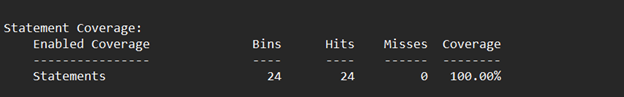 Statement Coverage:
Enabled Coverage Bins Hits Misses Coverage
---------------- ---- ---- ------ --------
Statements 24 24 0 100.00%